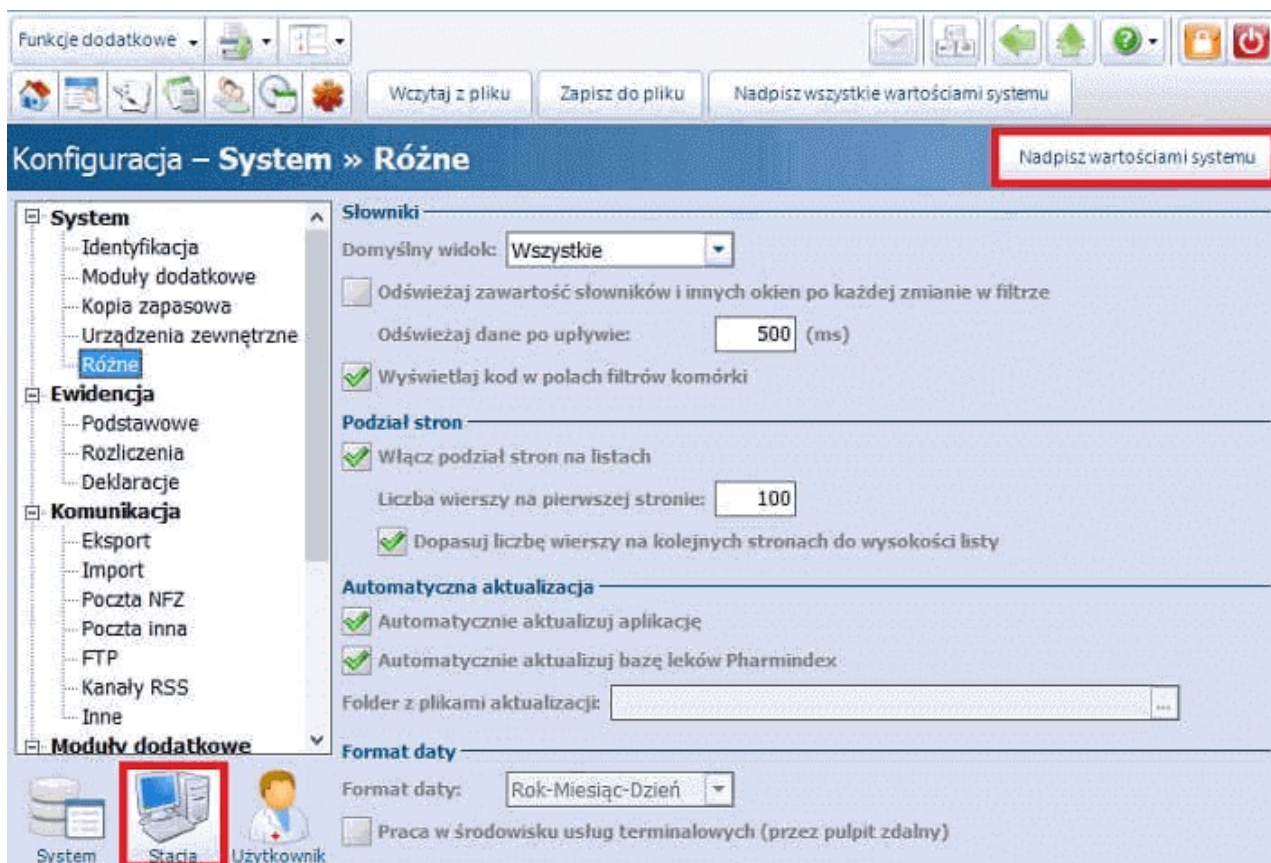 Funkcje dodatkowe
Wczytaj z pliku Zapisz do pliku Nadpisz wszystkie wartościami systemu
Konfiguracja – System » Różne
Nadpisz wartościami systemu
System
Identyfikacja
Moduły dodatkowe
Kopia zapasowa
Urządzenia zewnętrzne
Różne
Ewidencja
Podstawowe
Rozliczenia
Deklaracje
Komunikacja
Eksport
Import
Poczta NFZ
Poczta inna
FTP
Kanały RSS
Inne
Moduły dodatkowe
System Stacja Użytkownik
Słowniki
Domyślny widok: Wszystkie
Odświeżaj zawartość słowników i innych okien po każdej zmianie w filtrze
Odświeżaj dane po upływie: 500 (ms)
Wyświetlaj kod w polach filtrów komórki
Podział stron
Włącz podział stron na listach
Liczba wierszy na pierwszej stronie: 100
Dopasuj liczbę wierszy na kolejnych stronach do wysokości listy
Automatyczna aktualizacja
Automatycznie aktualizuj aplikację
Automatycznie aktualizuj bazę leków Pharmindex
Folder z plikami aktualizacji: ...
Format daty
Format daty: Rok-Miesiąc-Dzień
Praca w środowisku usług terminalowych (przez pulpit zdalny)